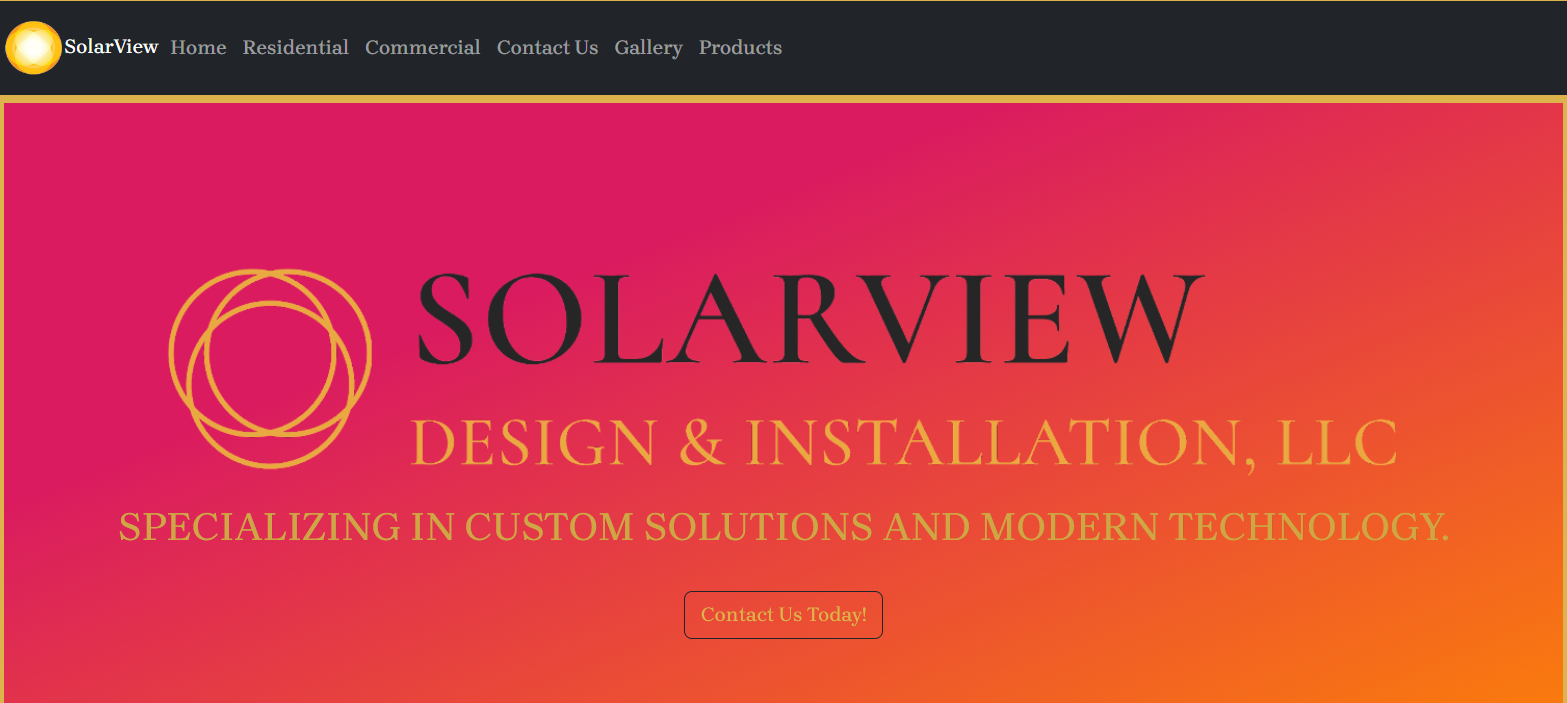 SolarView Home Residential Commercial Contact Us Gallery Products
SOLARVIEW
DESIGN & INSTALLATION, LLC
SPECIALIZING IN CUSTOM SOLUTIONS AND MODERN TECHNOLOGY.
Contact Us Today!